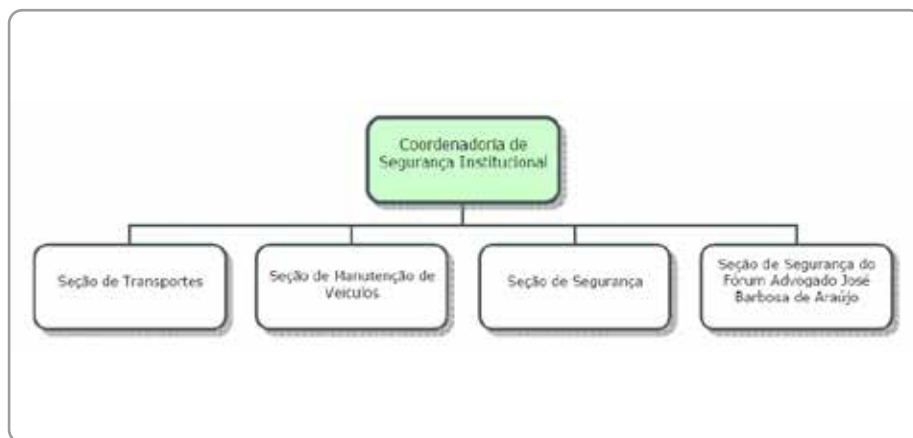 Coordenadoria de
Segurança Institucional
Seção de Transportes
Seção de Manutenção de
Veículos
Seção de Segurança
Seção de Segurança do
Fórum Advogado José
Barbosa de Araújo